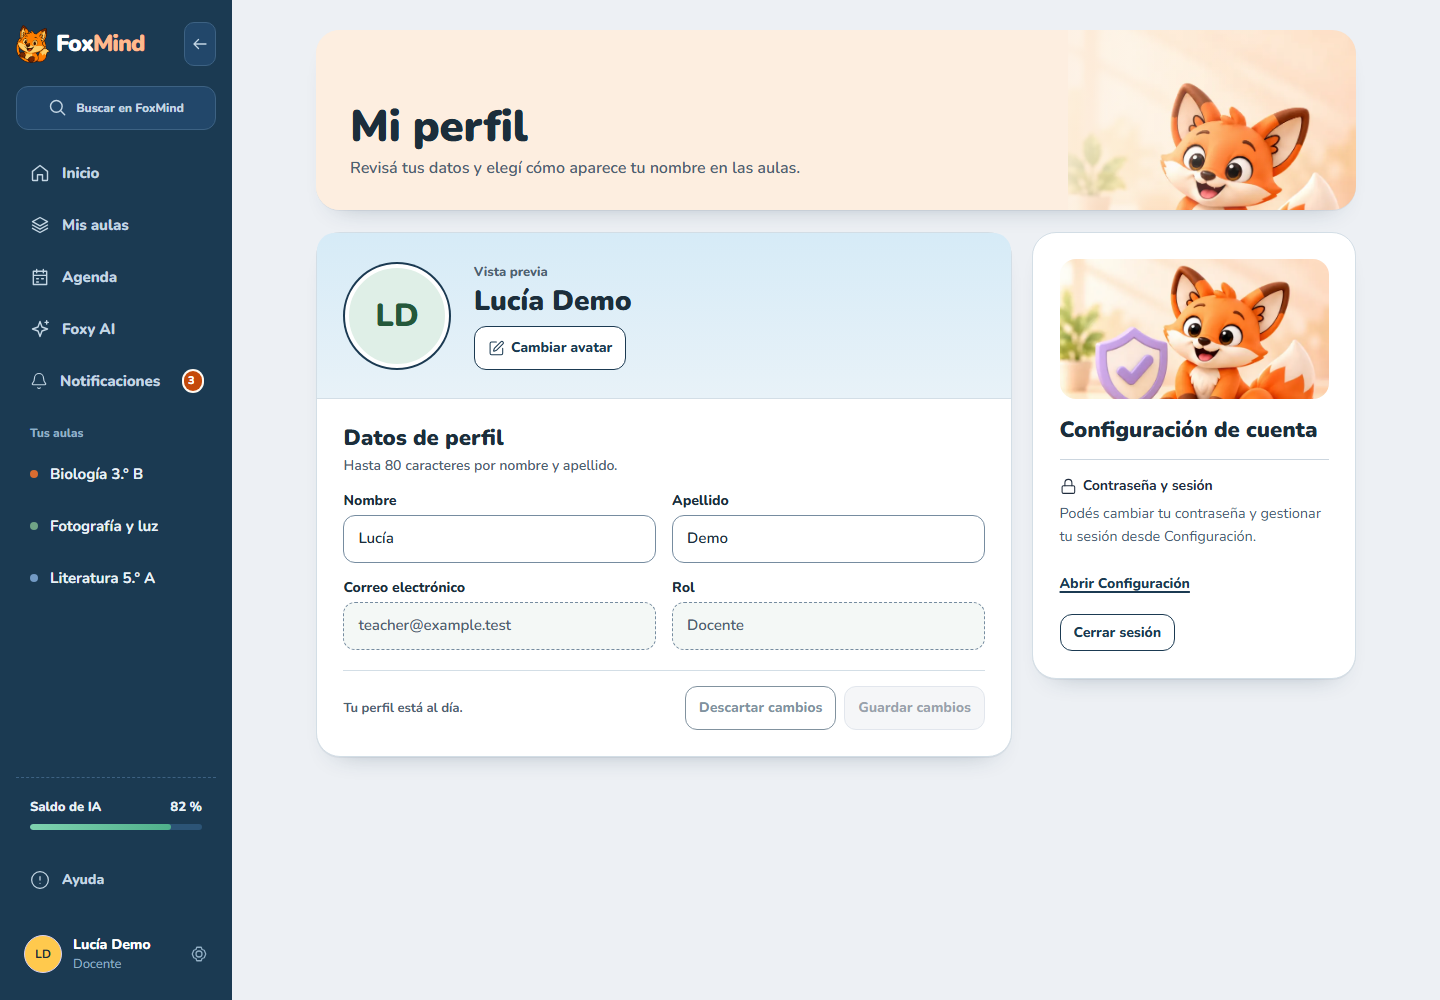 FoxMind
Buscar en FoxMind
Inicio
Mis aulas
Agenda
Foxy AI
Notificaciones 3
Tus aulas
Biología 3.° B
Fotografía y luz
Literatura 5.° A
Saldo de IA 82 %
Ayuda
LD
Lucía Demo
Docente
Mi perfil
Revisá tus datos y elegí cómo aparece tu nombre en las aulas.
LD
Vista previa
Lucía Demo
Cambiar avatar
Datos de perfil
Hasta 80 caracteres por nombre y apellido.
Nombre Apellido
Lucía Demo
Correo electrónico Rol
teacher@example.test Docente
Tu perfil está al día. Descartar cambios Guardar cambios
Configuración de cuenta
Contraseña y sesión
Podés cambiar tu contraseña y gestionar
tu sesión desde Configuración.
Abrir Configuración
Cerrar sesión